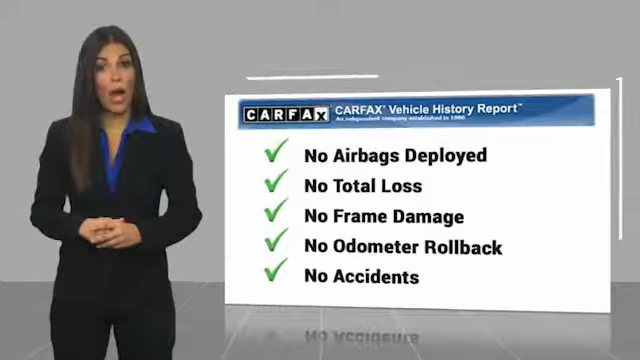 CARFAX CARFAX® Vehicle History Report™
An independent company established in 1986
No Airbags Deployed
No Total Loss
No Frame Damage
No Odometer Rollback
No Accidents